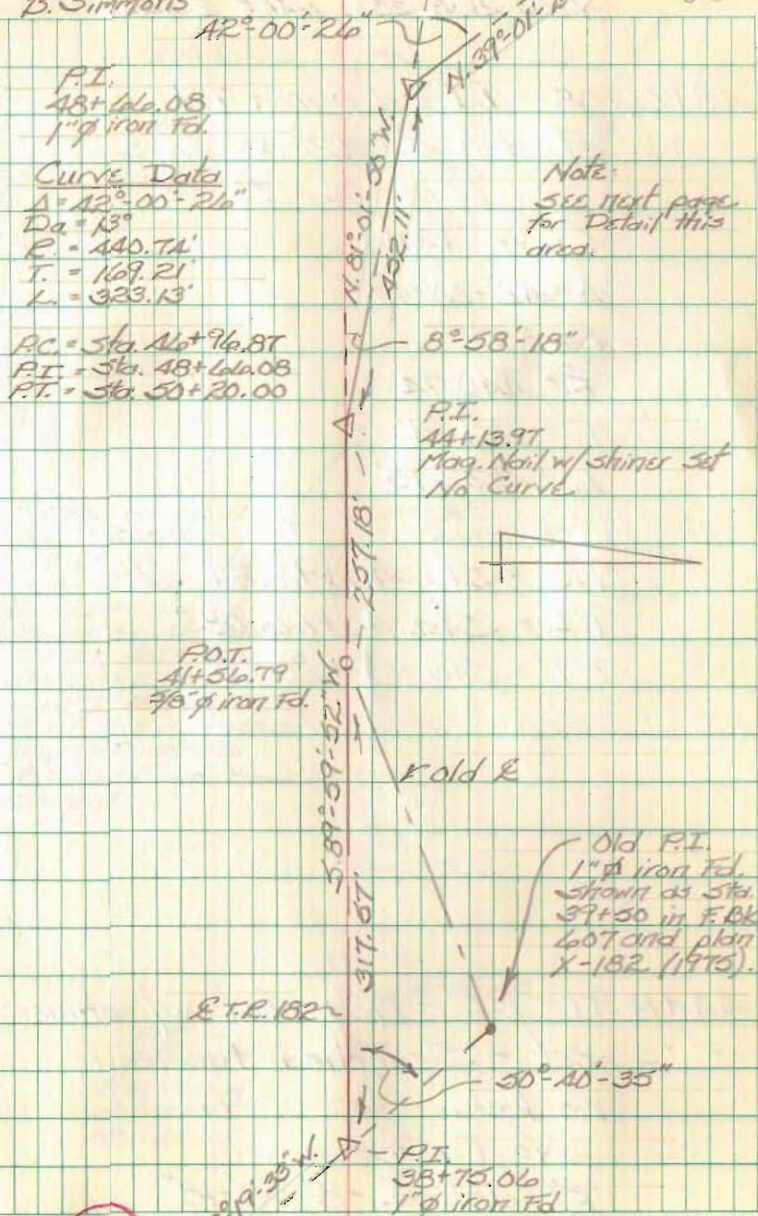 B. Simmons
42°-00'-26"
N. 39°-01'-
P.I.
48+66.08
1"ø iron Fd.
Curve Data
Δ = 42°-00'-26"
Da = 13°
R. = 440.74'
T. = 169.21'
L. = 323.13'
P.C. = Sta. 46+96.87
P.I. = Sta. 48+66.08
P.T. = Sta. 50+20.00
N. 81°-01'-50" W.
452.11'
Note:
see next page
for Detail this
area.
8°-58'-18"
P.I.
44+13.97
Mag. Nail w/ shiner set
No Curve
257.18'
P.O.T.
41+56.79
5/8"ø iron Fd.
S. 89°-59'-52" W.
old ℄
317.67'
Old P.I.
1"ø iron Fd.
shown as Sta.
39+50 in F.Bk
607 and plan
X-182 (1975).
℄ T.R. 182
50°-40'-35"
P.I.
38+75.06
1"ø iron Fd
°19'-33" W.